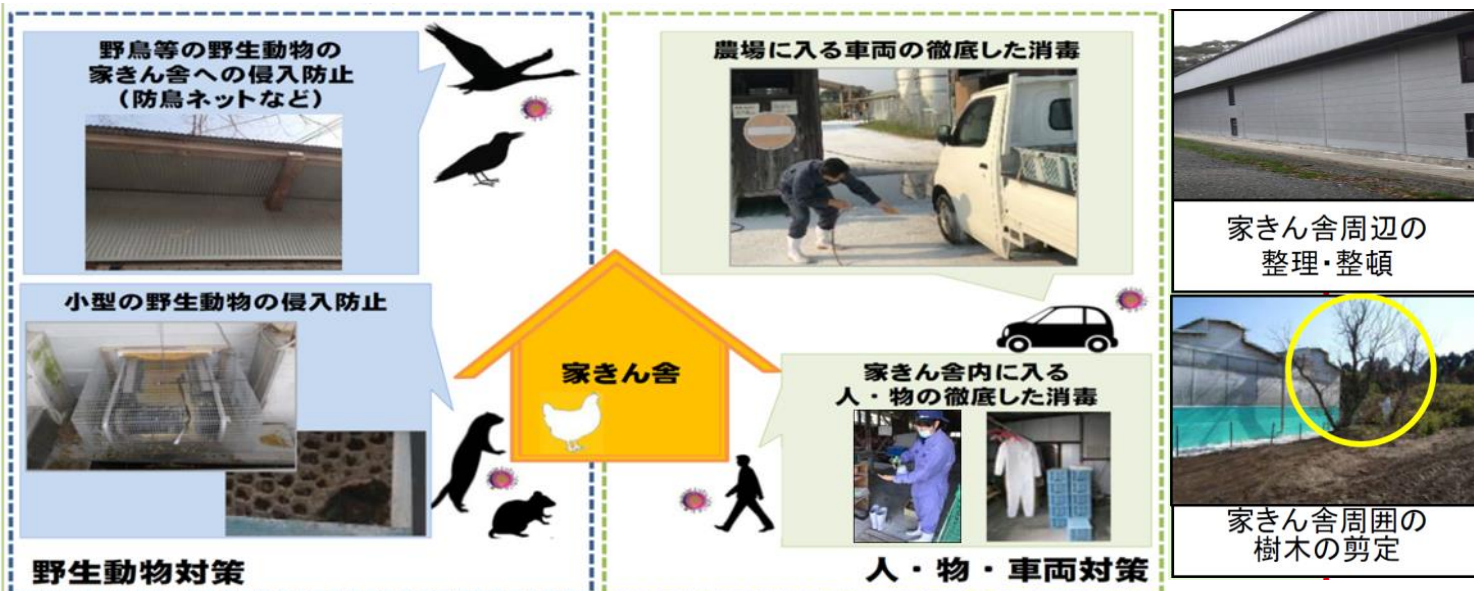 野鳥等の野生動物の
家きん舎への侵入防止
（防鳥ネットなど）
小型の野生動物の侵入防止
野生動物対策
家きん舎
農場に入る車両の徹底した消毒
家きん舎内に入る
人・物の徹底した消毒
人・物・車両対策
家きん舎周辺の
整理・整頓
家きん舎周囲の
樹木の剪定